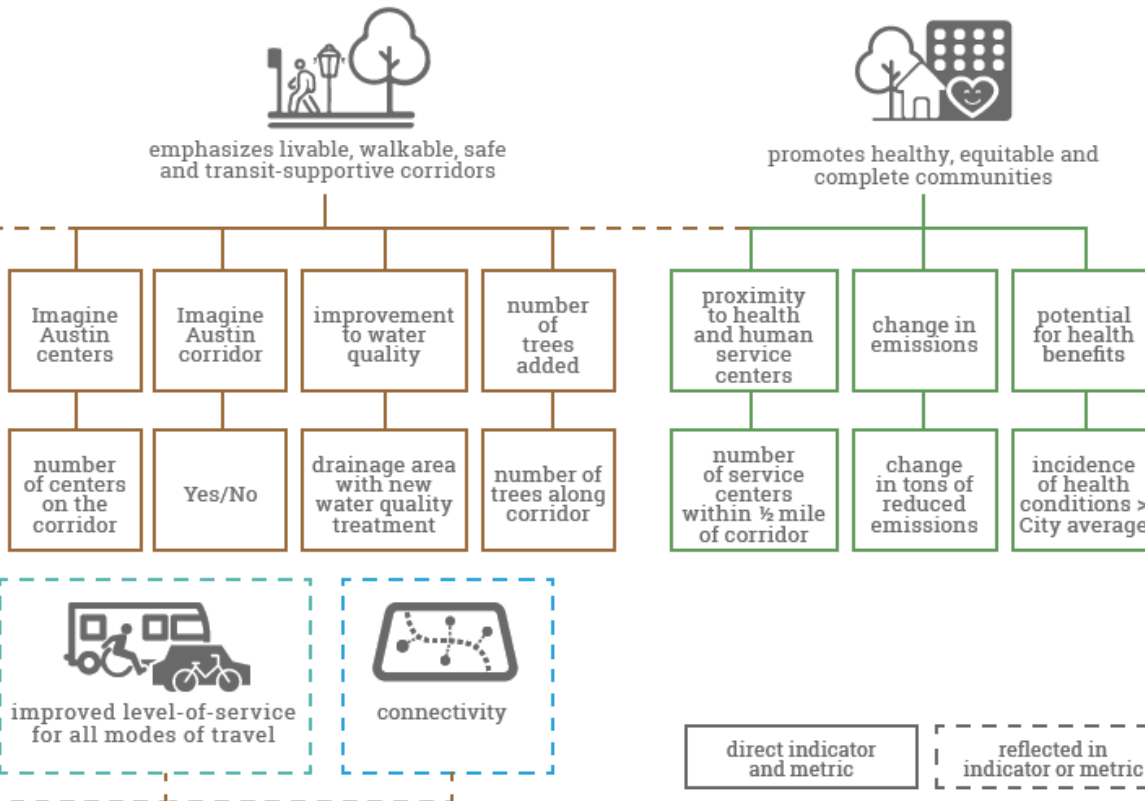 emphasizes livable, walkable, safe
and transit-supportive corridors
promotes healthy, equitable and
complete communities
Imagine
Austin
centers
Imagine
Austin
corridor
improvement
to water
quality
number
of
trees
added
proximity
to health
and human
service
centers
change in
emissions
potential
for health
benefits
number
of centers
on the
corridor
Yes/No
drainage area
with new
water quality
treatment
number of
trees along
corridor
number
of service
centers
within ½ mile
of corridor
change
in tons of
reduced
emissions
incidence
of health
conditions >
City average
improved level-of-service
for all modes of travel
connectivity
direct indicator
and metric
reflected in
indicator or metric